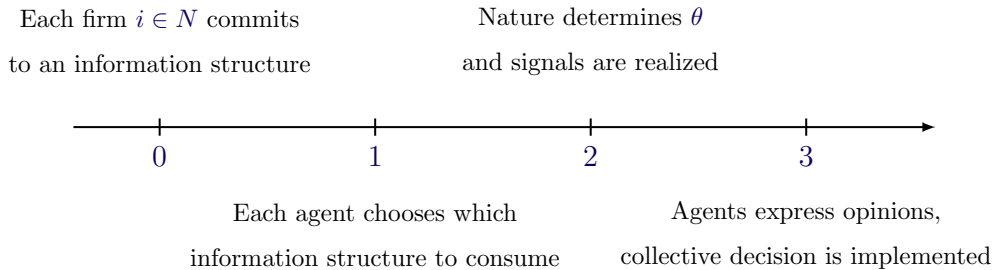 Each firm i ∈ N commits
to an information structure
Nature determines θ
and signals are realized
0
1
2
3
Each agent chooses which
information structure to consume
Agents express opinions,
collective decision is implemented